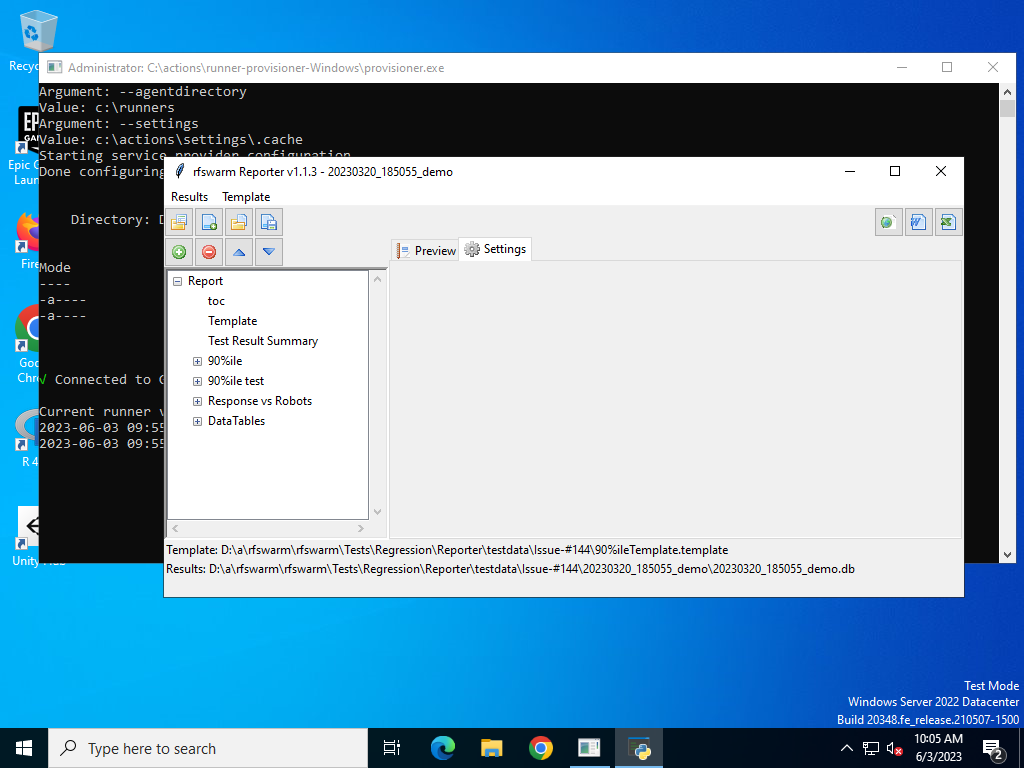 Recyc
Administrator: C:\actions\runner-provisioner-Windows\provisioner.exe
Argument: --agentdirectory
Value: c:\runners
Argument: --settings
Value: c:\actions\settings\.cache
Starting service provider configuration
Done configuring
Directory: D
Mode
----
-a----
-a----
√ Connected to G
Current runner v
2023-06-03 09:55
2023-06-03 09:55
Epic G
Laun
Fire
Goo
Chr
R 4
Unity Hub
rfswarm Reporter v1.1.3 - 20230320_185055_demo
Results Template
Preview Settings
Report
toc
Template
Test Result Summary
90%ile
90%ile test
Response vs Robots
DataTables
Template: D:\a\rfswarm\rfswarm\Tests\Regression\Reporter\testdata\Issue-#144\90%ileTemplate.template
Results: D:\a\rfswarm\rfswarm\Tests\Regression\Reporter\testdata\Issue-#144\20230320_185055_demo\20230320_185055_demo.db
Test Mode
Windows Server 2022 Datacenter
Build 20348.fe_release.210507-1500
Type here to search
10:05 AM
6/3/2023
2